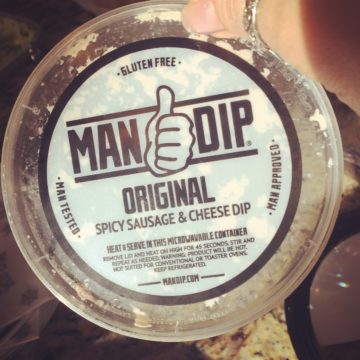 · GLUTEN FREE ·
MAN DIP®
ORIGINAL
SPICY SAUSAGE & CHEESE DIP
HEAT & SERVE IN THIS MICROWAVABLE CONTAINER
REMOVE LID AND HEAT ON HIGH FOR 45 SECONDS, STIR AND
REPEAT AS NEEDED. WARNING: PRODUCT WILL BE HOT.
NOT SUITED FOR CONVENTIONAL OR TOASTER OVENS.
KEEP REFRIGERATED.
MANDIP.COM
· MAN TESTED ·
· MAN APPROVED ·